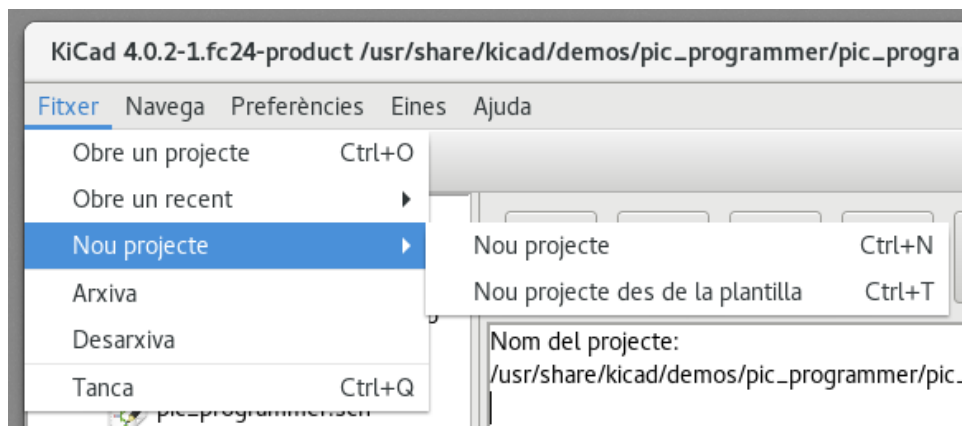 KiCad 4.0.2-1.fc24-product /usr/share/kicad/demos/pic_programmer/pic_progra
Fitxer Navega Preferències Eines Ajuda
Obre un projecte Ctrl+O
Obre un recent
Nou projecte
Nou projecte Ctrl+N
Arxiva
Nou projecte des de la plantilla Ctrl+T
Desarxiva
Nom del projecte:
/usr/share/kicad/demos/pic_programmer/pic_
Tanca Ctrl+Q
pic_programmer.sch